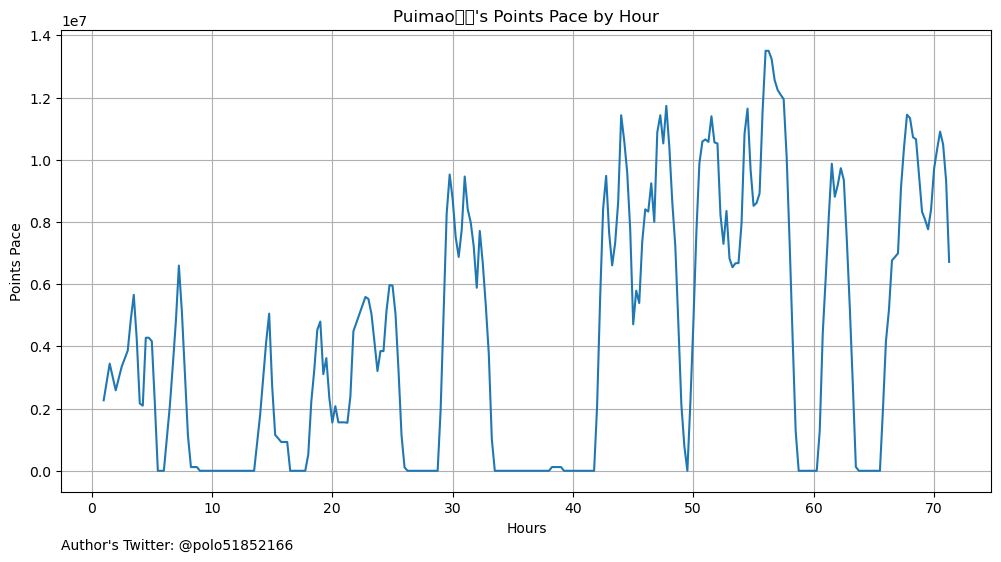 Puimao▯▯'s Points Pace by Hour
1e7
1.4
1.2
1.0
0.8
0.6
0.4
0.2
0.0
Points Pace
0 10 20 30 40 50 60 70
Hours
Author's Twitter: @polo51852166